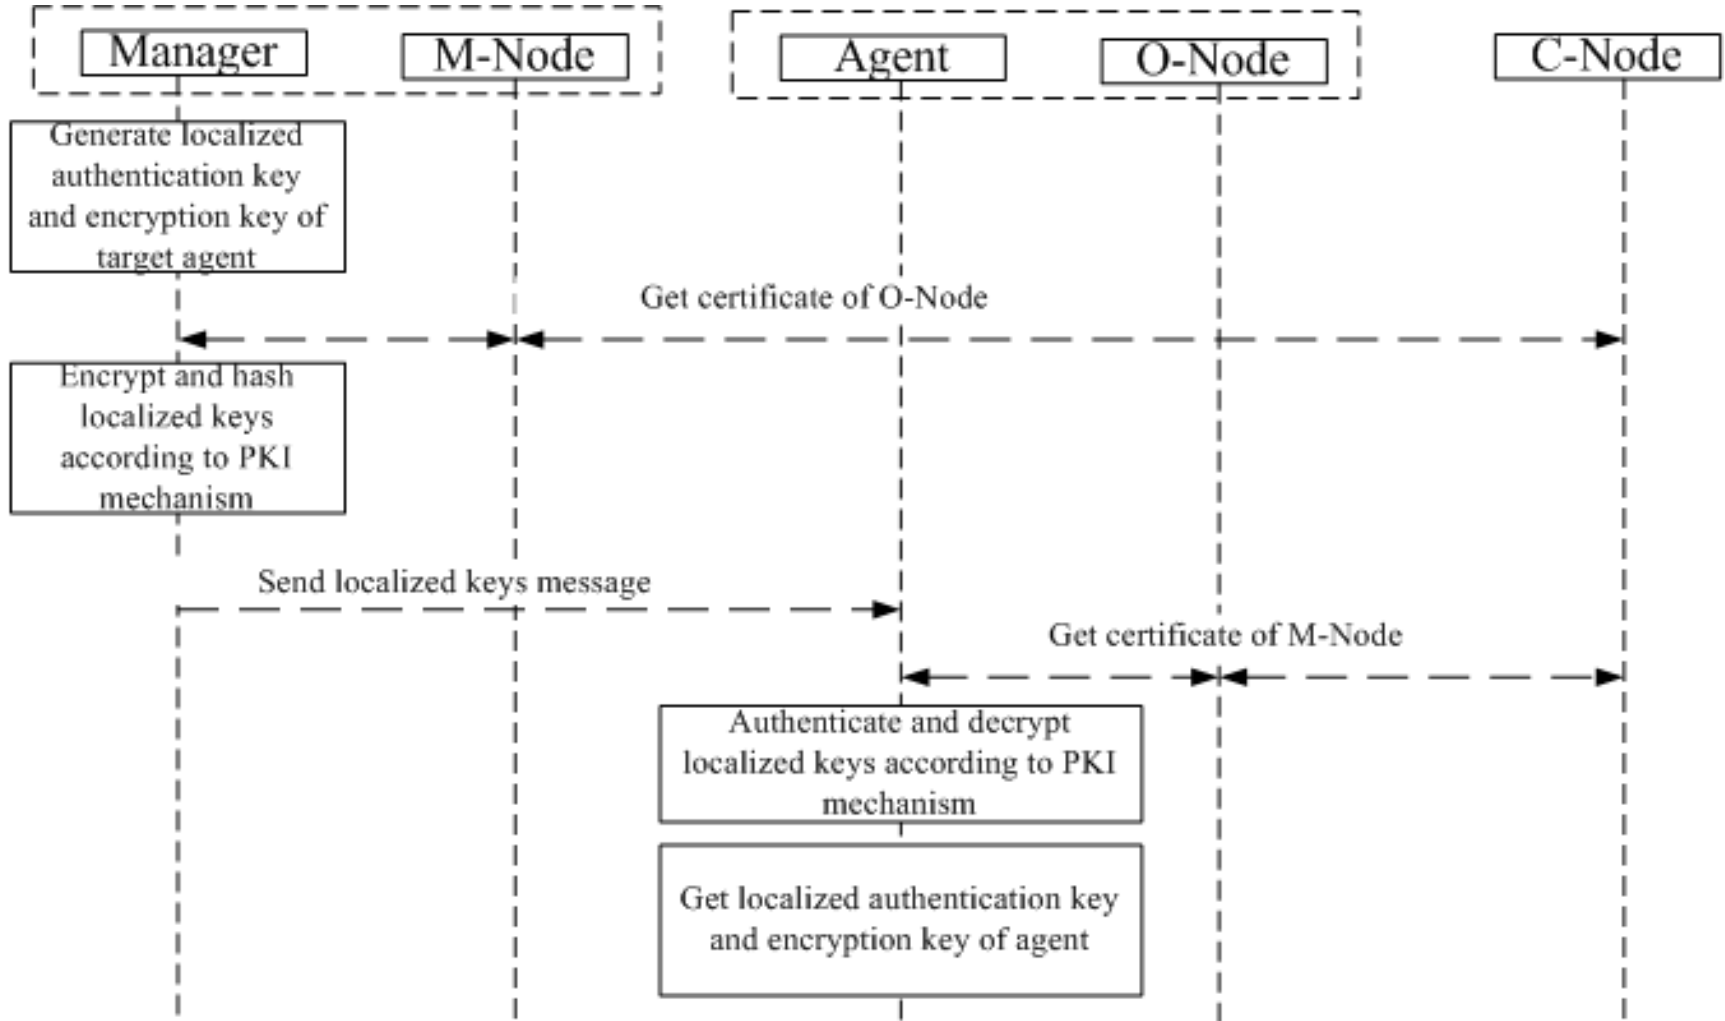 Manager
M-Node
Agent
O-Node
C-Node
Generate localized
authentication key
and encryption key of
target agent
Get certificate of O-Node
Encrypt and hash
localized keys
according to PKI
mechanism
Send localized keys message
Get certificate of M-Node
Authenticate and decrypt
localized keys according to PKI
mechanism
Get localized authentication key
and encryption key of agent